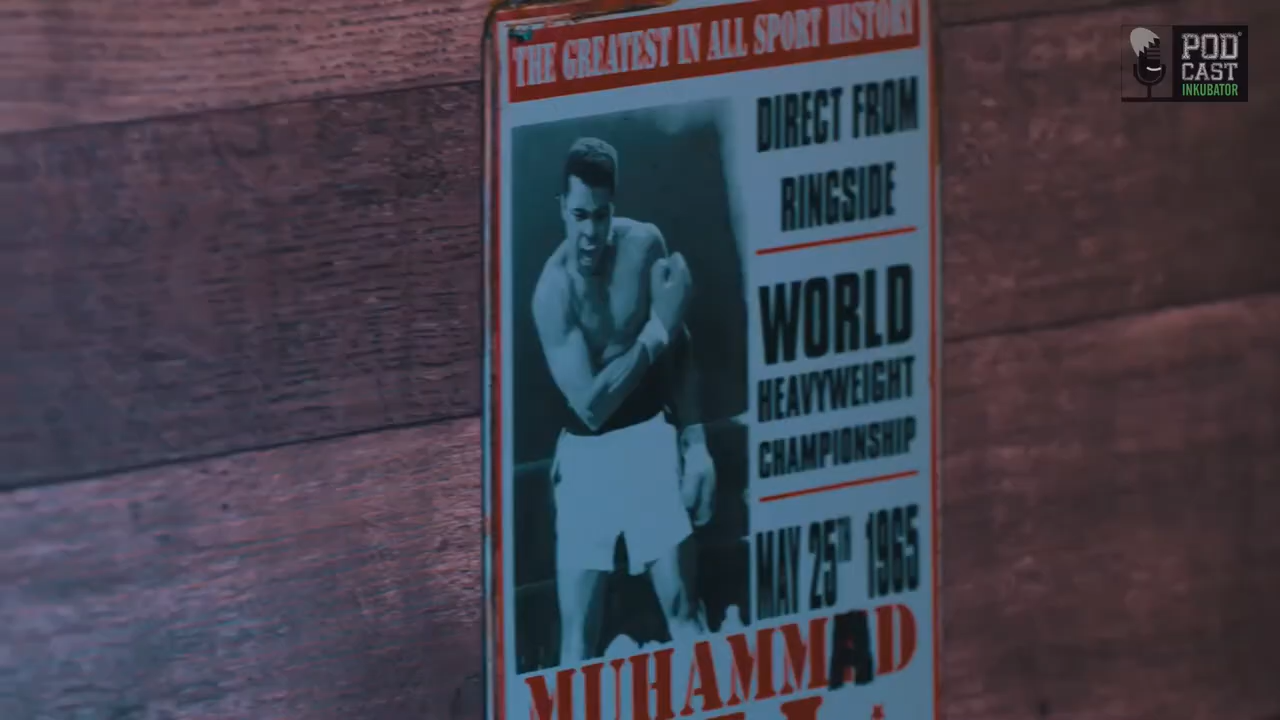 THE GREATEST IN ALL SPORT HISTORY
DIRECT FROM
RINGSIDE
WORLD
HEAVYWEIGHT
CHAMPIONSHIP
MAY 25TH 1965
MUHAMMAD
POD
CAST
INKUBATOR